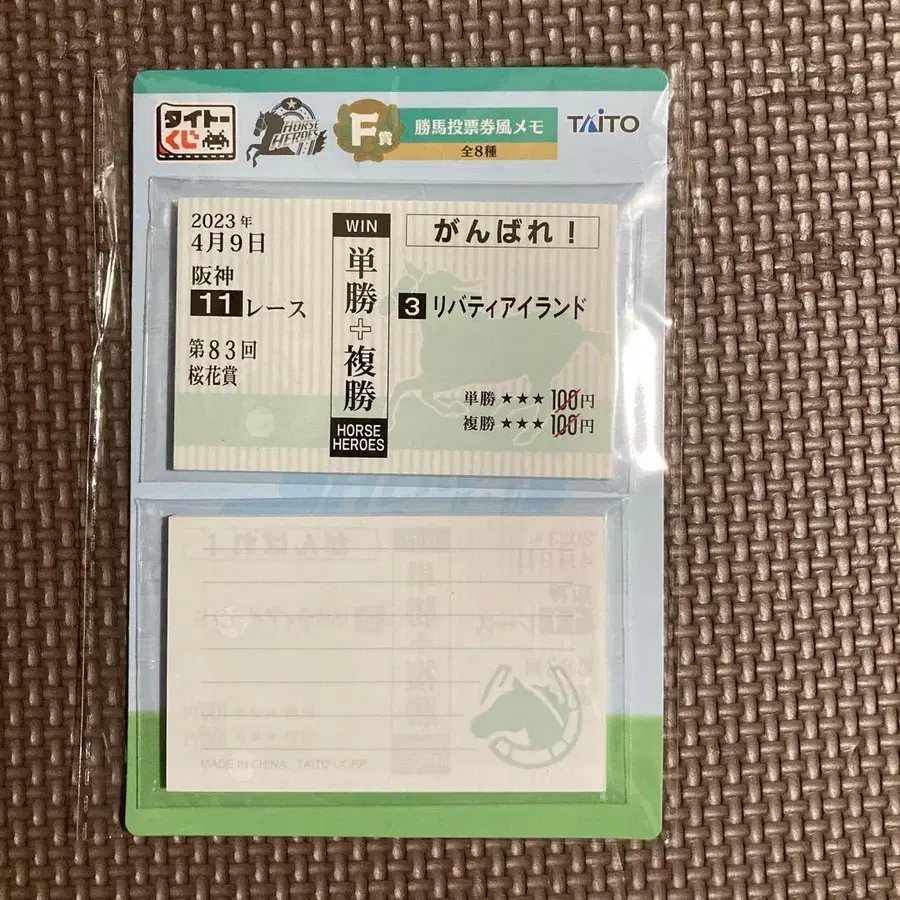 タイトー
くじ
HORSE
HEROES
F賞
勝馬投票券風メモ
全8種
TAITO
2023年
4月9日
阪神
11レース
第83回
桜花賞
WIN
単勝+複勝
HORSE
HEROES
がんばれ！
3 リバティアイランド
単勝★★★100円
複勝★★★100円
MADE IN CHINA TAITO CORP